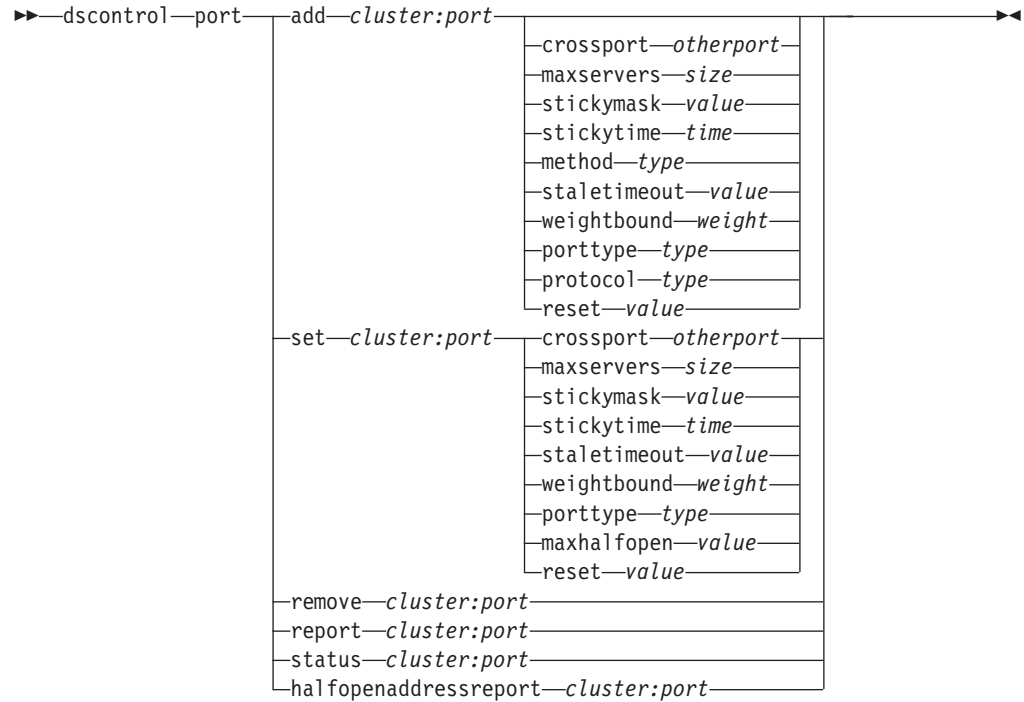 dscontrol port add cluster:port
crossport otherport
maxservers size
stickymask value
stickytime time
method type
staletimeout value
weightbound weight
porttype type
protocol type
reset value
set cluster:port crossport otherport
maxservers size
stickymask value
stickytime time
staletimeout value
weightbound weight
porttype type
maxhalfopen value
reset value
remove cluster:port
report cluster:port
status cluster:port
halfopenaddressreport cluster:port